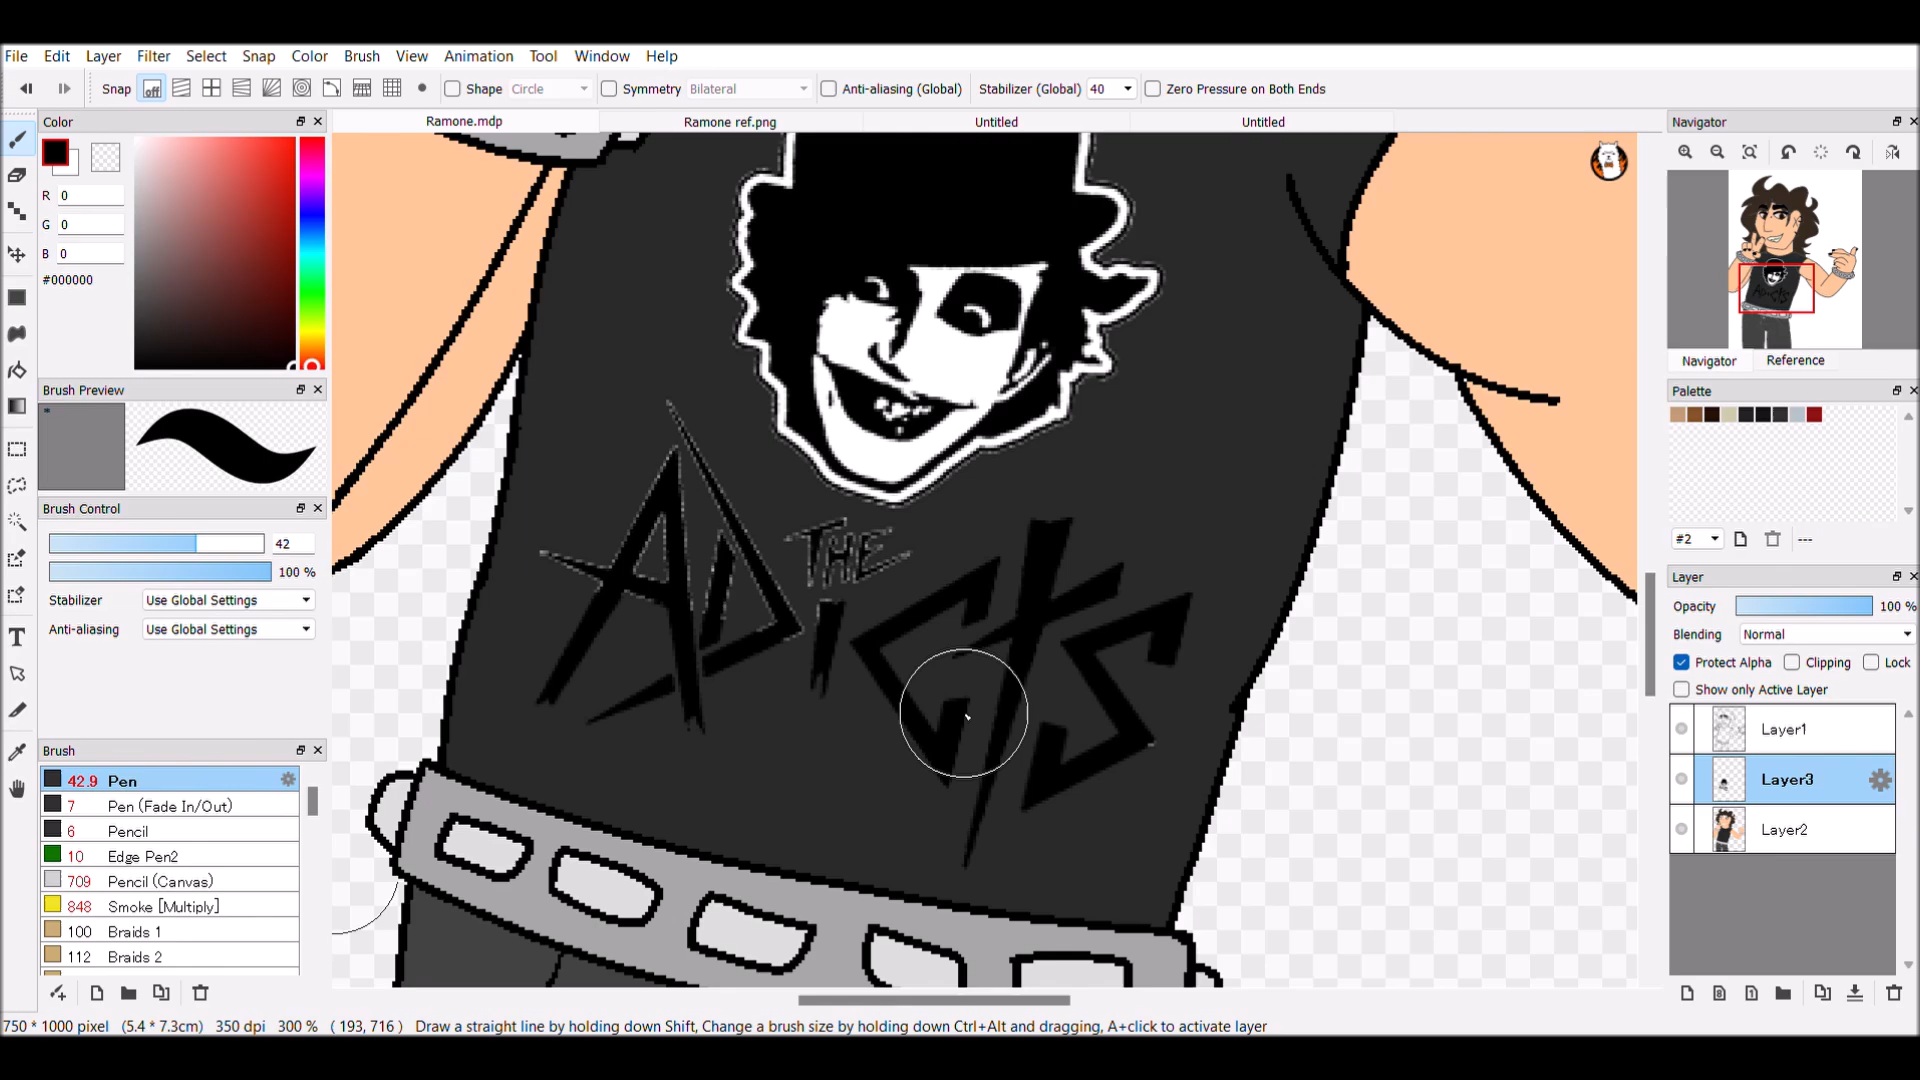 File Edit Layer Filter Select Snap Color Brush View Animation Tool Window Help
Snap off Shape Circle Symmetry Bilateral Anti-aliasing (Global) Stabilizer (Global) 40 Zero Pressure on Both Ends
Color
R 0
G 0
B 0
#000000
Brush Preview
*
Brush Control
42
100 %
Stabilizer Use Global Settings
Anti-aliasing Use Global Settings
Brush
42.9 Pen
7 Pen (Fade In/Out)
6 Pencil
10 Edge Pen2
709 Pencil (Canvas)
848 Smoke [Multiply]
100 Braids 1
112 Braids 2
Ramone.mdp Ramone ref.png Untitled Untitled
THE
ADICTS
Navigator
Navigator Reference
Palette
#2 ---
Layer
Opacity 100 %
Blending Normal
Protect Alpha Clipping Lock
Show only Active Layer
Layer1
Layer3
Layer2
750 * 1000 pixel (5.4 * 7.3cm) 350 dpi 300 % ( 193, 716 ) Draw a straight line by holding down Shift, Change a brush size by holding down Ctrl+Alt and dragging, A+click to activate layer